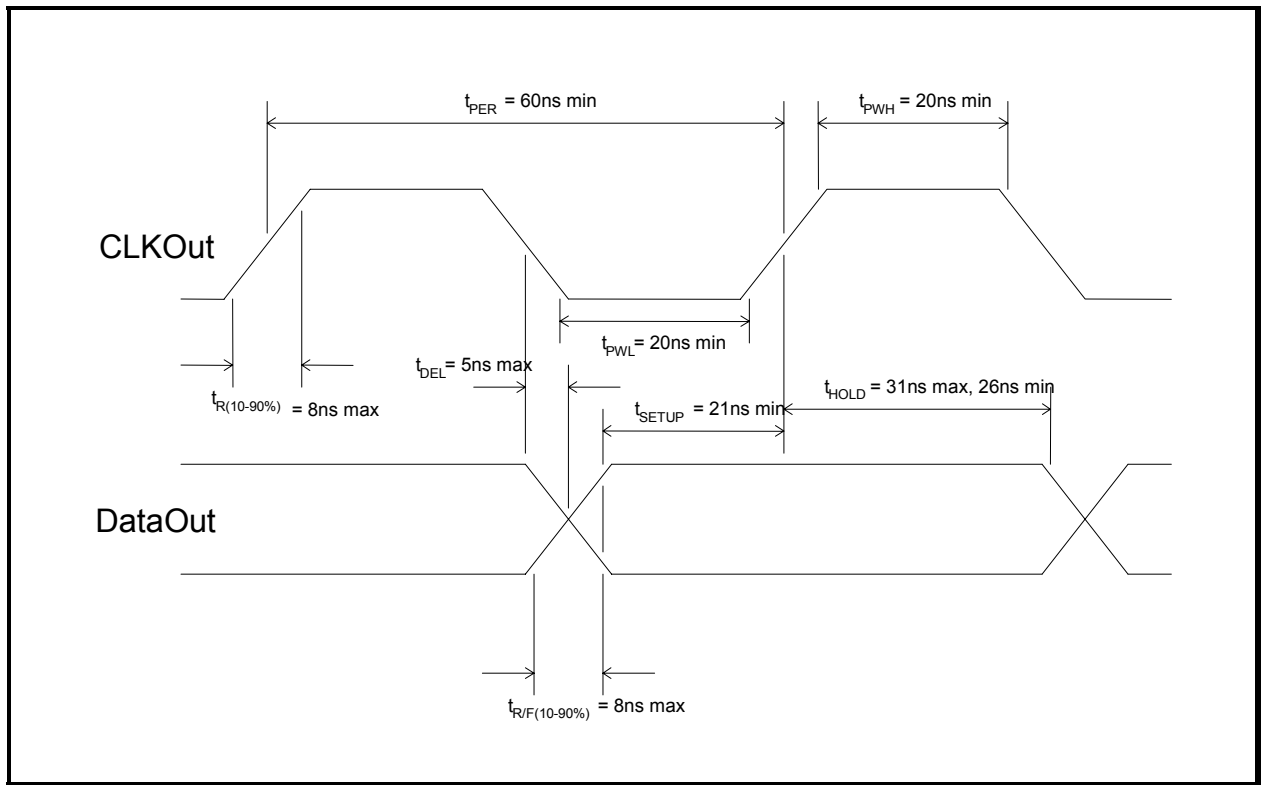 tPER = 60ns min
tPWH = 20ns min
CLKOut
tPWL= 20ns min
tDEL= 5ns max
tHOLD = 31ns max, 26ns min
tR(10-90%) = 8ns max
tSETUP = 21ns min
DataOut
tR/F(10-90%) = 8ns max